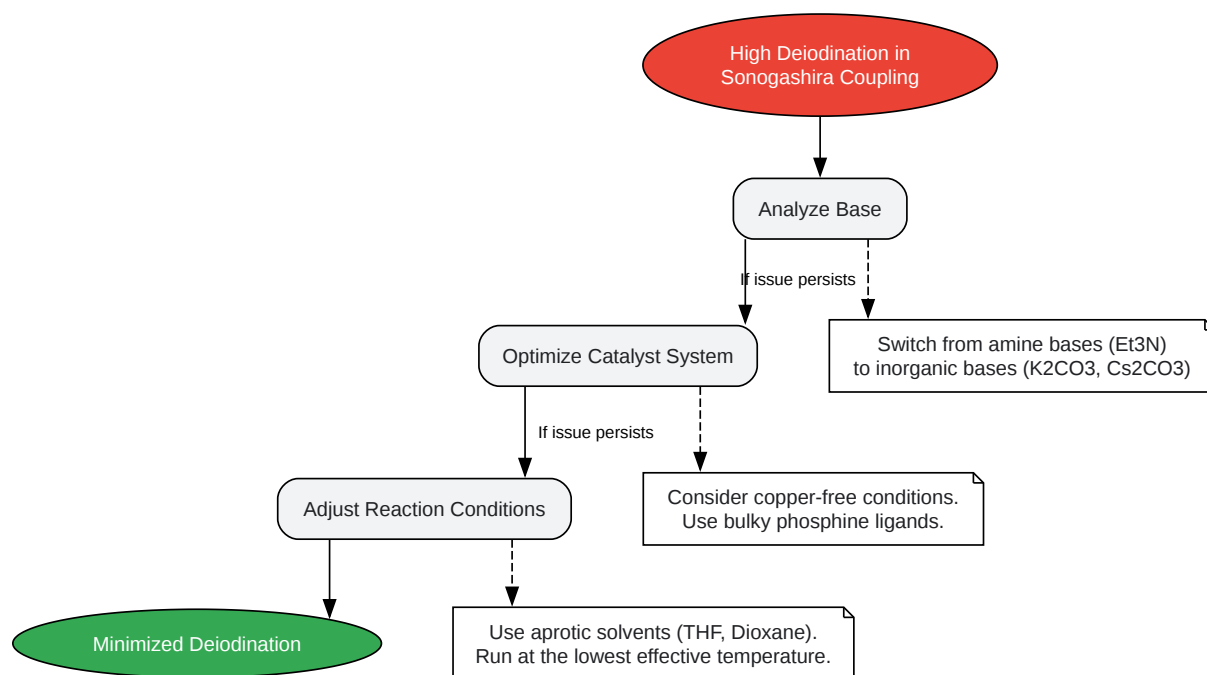 High Deiodination in
Sonogashira Coupling
Analyze Base
If issue persists
Switch from amine bases (Et3N)
to inorganic bases (K2CO3, Cs2CO3)
Optimize Catalyst System
If issue persists
Consider copper-free conditions.
Use bulky phosphine ligands.
Adjust Reaction Conditions
Use aprotic solvents (THF, Dioxane).
Run at the lowest effective temperature.
Minimized Deiodination